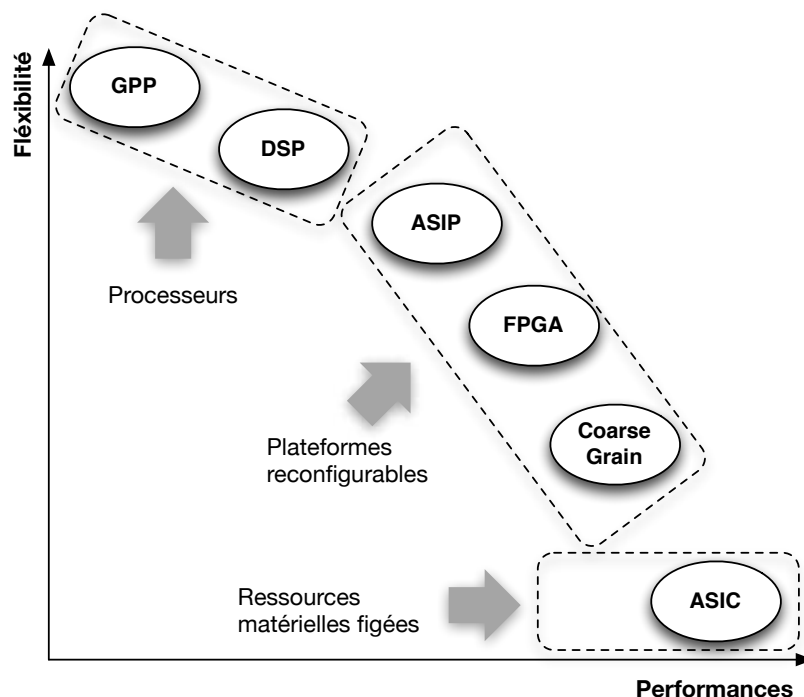 Fléxibilité
GPP
DSP
ASIP
Processeurs
FPGA
Plateformes
reconfigurables
Coarse
Grain
Ressources
matérielles figées
ASIC
Performances